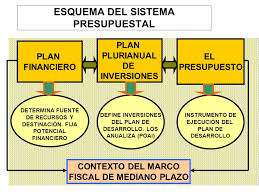 ESQUEMA DEL SISTEMA
PRESUPUESTAL
PLAN
FINANCIERO
PLAN
PLURIANUAL
DE
INVERSIONES
EL
PRESUPUESTO
DETERMINA FUENTE
DE RECURSOS Y
DESTINACIÓN, FIJA
POTENCIAL
FINANCIERO
DEFINE INVERSIONES
DEL PLAN DE
DESARROLLO. LOS
ANUALIZA (POAI)
INSTRUMENTO DE
EJECUCIÓN DEL
PLAN DE
DESARROLLO
CONTEXTO DEL MARCO
FISCAL DE MEDIANO PLAZO